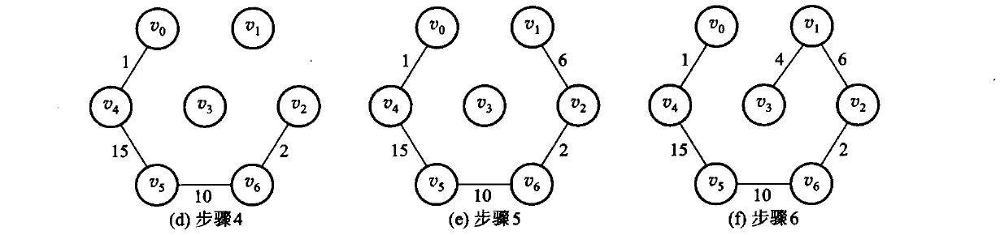 v0 v1 v0 v1 v0 v1
1 1 6 1 4 6
v4 v3 v2 v4 v3 v2 v4 v3 v2
15 2 15 2 15 2
v5 v6 v5 v6 v5 v6
10 10 10
(d) 步骤4 (e) 步骤5 (f) 步骤6